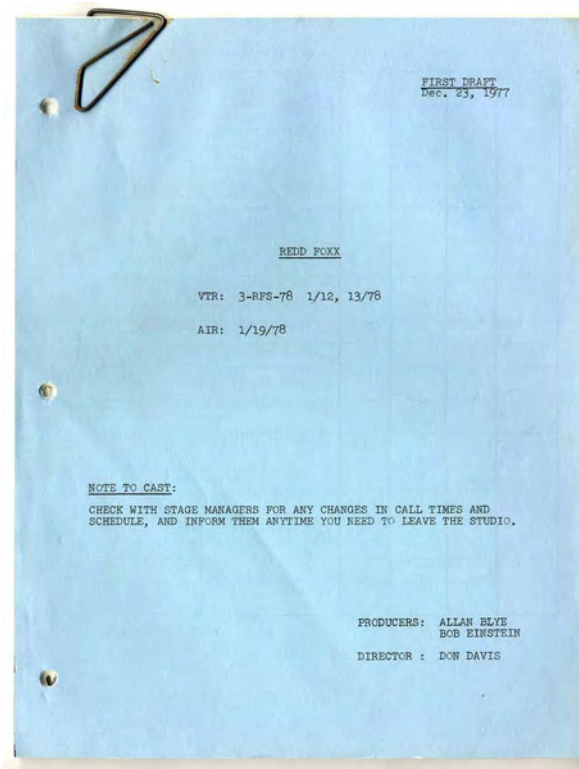 FIRST DRAFT
Dec. 23, 1977
REDD FOXX
VTR: 3-RFS-78 1/12, 13/78
AIR: 1/19/78
NOTE TO CAST:
CHECK WITH STAGE MANAGERS FOR ANY CHANGES IN CALL TIMES AND
SCHEDULE, AND INFORM THEM ANYTIME YOU NEED TO LEAVE THE STUDIO.
PRODUCERS: ALLAN BLYE
BOB EINSTEIN
DIRECTOR : DON DAVIS